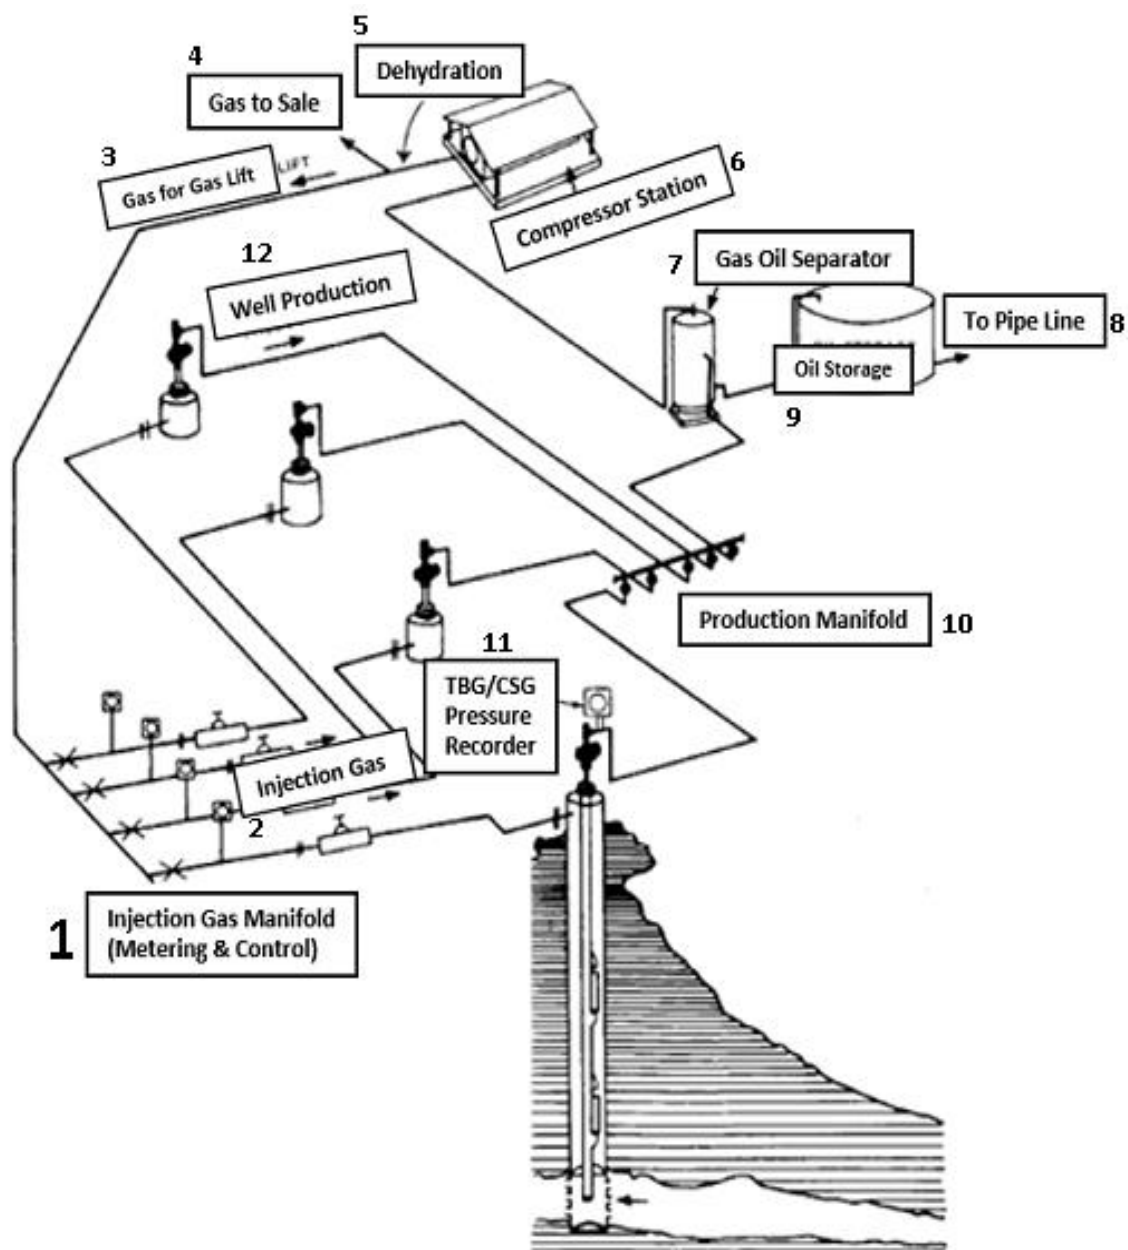 5
4
Dehydration
Gas to Sale
3
LIFT
6
Gas for Gas Lift
Compressor Station
12
7
Gas Oil Separator
Well Production
To Pipe Line
8
Oil Storage
9
Production Manifold
10
11
TBG/CSG
Pressure
Recorder
Injection Gas
2
1
Injection Gas Manifold
(Metering & Control)